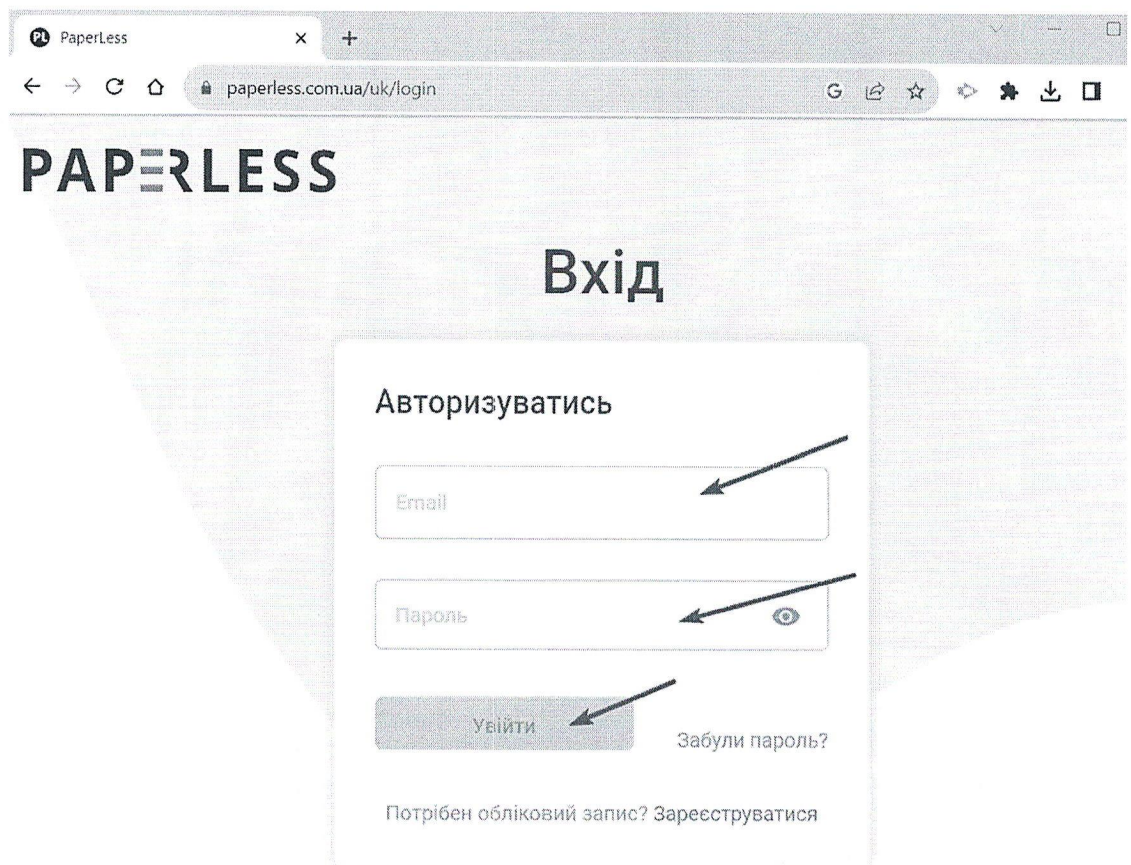 PaperLess
paperless.com.ua/uk/login
PAPERLESS
Вхід
Авторизуватись
Email
Пароль
Увійти
Забули пароль?
Потрібен обліковий запис? Зареєструватися